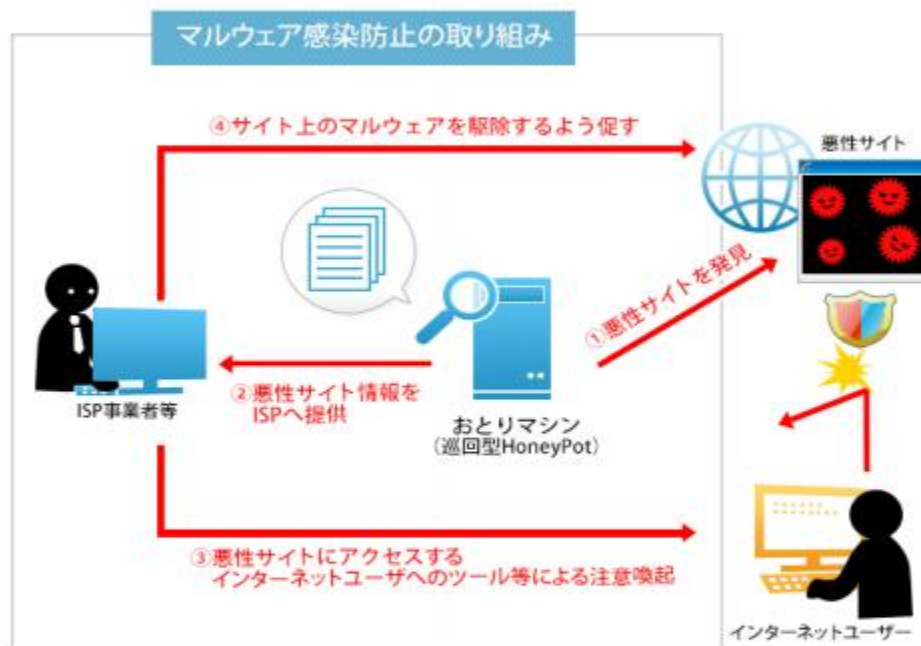 マルウェア感染防止の取り組み
④サイト上のマルウェアを駆除するよう促す
悪性サイト
①悪性サイトを発見
ISP事業者等
②悪性サイト情報を
ISPへ提供
おとりマシン
(巡回型HoneyPot)
③悪性サイトにアクセスする
インターネットユーザへのツール等による注意喚起
インターネットユーザー